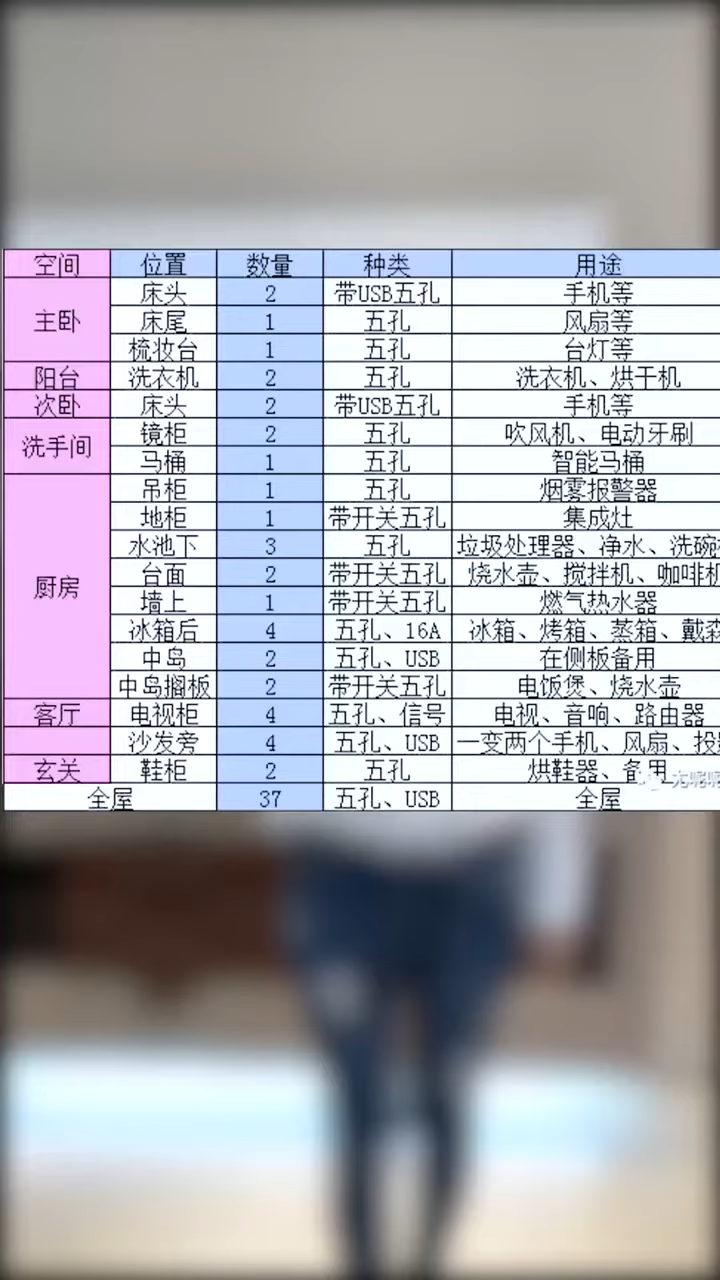 空间 位置 数量 种类 用途
主卧 床头 2 带USB五孔 手机等
床尾 1 五孔 风扇等
梳妆台 1 五孔 台灯等
阳台 洗衣机 2 五孔 洗衣机、烘干机
次卧 床头 2 带USB五孔 手机等
洗手间 镜柜 2 五孔 吹风机、电动牙刷
马桶 1 五孔 智能马桶
厨房 吊柜 1 五孔 烟雾报警器
地柜 1 带开关五孔 集成灶
水池下 3 五孔 垃圾处理器、净水、洗碗
台面 2 带开关五孔 烧水壶、搅拌机、咖啡机
墙上 1 带开关五孔 燃气热水器
冰箱后 4 五孔、16A 冰箱、烤箱、蒸箱、戴森
中岛 2 五孔、USB 在侧板备用
中岛搁板 2 带开关五孔 电饭煲、烧水壶
客厅 电视柜 4 五孔、信号 电视、音响、路由器
沙发旁 4 五孔、USB 一变两个手机、风扇、投
玄关 鞋柜 2 五孔 烘鞋器、备用
全屋 37 五孔、USB 全屋